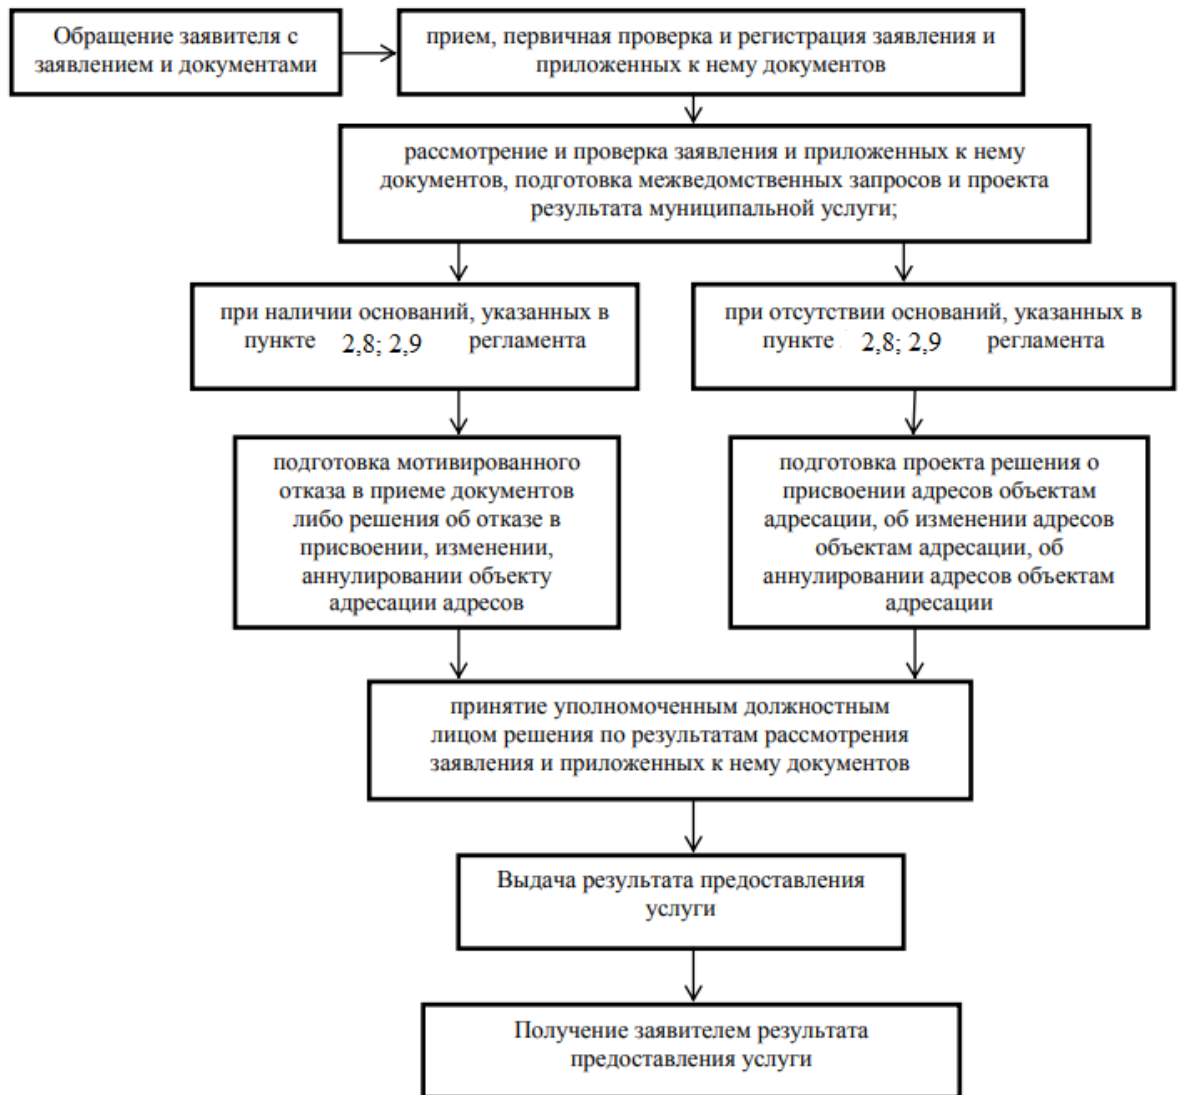 Обращение заявителя с
заявлением и документами
прием, первичная проверка и регистрация заявления и
приложенных к нему документов
рассмотрение и проверка заявления и приложенных к нему
документов, подготовка межведомственных запросов и проекта
результата муниципальной услуги;
при наличии оснований, указанных в
пункте 2,8; 2,9 регламента
при отсутствии оснований, указанных в
пункте 2,8; 2,9 регламента
подготовка мотивированного
отказа в приеме документов
либо решения об отказе в
присвоении, изменении,
аннулировании объекту
адресации адресов
подготовка проекта решения о
присвоении адресов объектам
адресации, об изменении адресов
объектам адресации, об
аннулировании адресов объектам
адресации
принятие уполномоченным должностным
лицом решения по результатам рассмотрения
заявления и приложенных к нему документов
Выдача результата предоставления
услуги
Получение заявителем результата
предоставления услуги